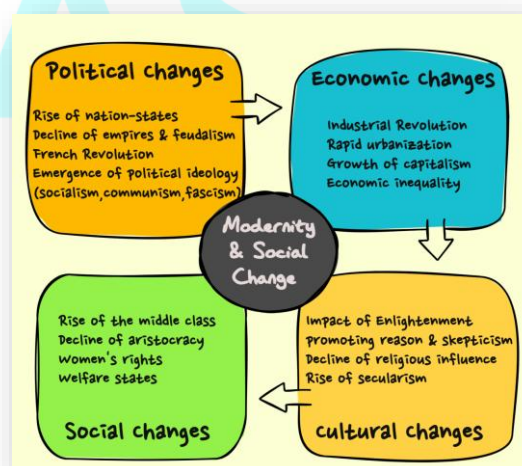 Political changes
Rise of nation-states
Decline of empires & feudalism
French Revolution
Emergence of political ideology
(socialism,communism,fascism)
Economic changes
Industrial Revolution
Rapid urbanization
Growth of capitalism
Economic inequality
Modernity
& Social
Change
Rise of the middle class
Decline of aristocracy
Women's rights
Welfare states
Social changes
Impact of Enlightenment
promoting reason & skepticism
Decline of religious influence
Rise of secularism
cultural changes